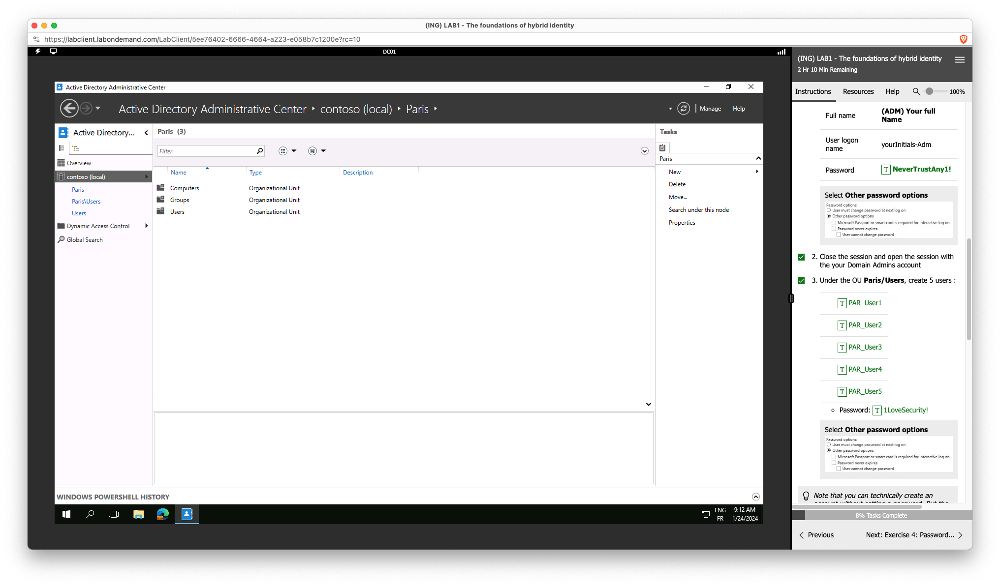 (ING) LAB1 - The foundations of hybrid identity
https://labclient.labondemand.com/LabClient/5ee76402-6666-4664-a223-e058b7c1200e?rc=10
DC01
Active Directory Administrative Center
Active Directory Administrative Center contoso (local) Paris
Manage
Help
Active Directory...
Overview
contoso (local)
Paris
Paris\Users
Users
Dynamic Access Control
Global Search
Paris (3)
Filter
Name Type Description
Computers Organizational Unit
Groups Organizational Unit
Users Organizational Unit
Tasks
Paris
New
Delete
Move...
Search under this node
Properties
WINDOWS POWERSHELL HISTORY
ENG
FR
9:12 AM
1/24/2024
(ING) LAB1 - The foundations of hybrid identity
2 Hr 10 Min Remaining
Instructions Resources Help 100%
Full name
(ADM) Your full
Name
User logon
name
yourInitials-Adm
Password
T NeverTrustAny1!
Select Other password options
Password options:
User must change password at next log on
Other password options
Microsoft Passport or smart card is required for interactive log on
Password never expires
User cannot change password
2. Close the session and open the session with
the your Domain Admins account
3. Under the OU Paris/Users, create 5 users :
T PAR_User1
T PAR_User2
T PAR_User3
T PAR_User4
T PAR_User5
Password: T 1LoveSecurity!
Select Other password options
Password options:
User must change password at next log on
Other password options
Microsoft Passport or smart card is required for interactive log on
Password never expires
User cannot change password
Note that you can technically create an
8% Tasks Complete
Previous
Next: Exercise 4: Password...